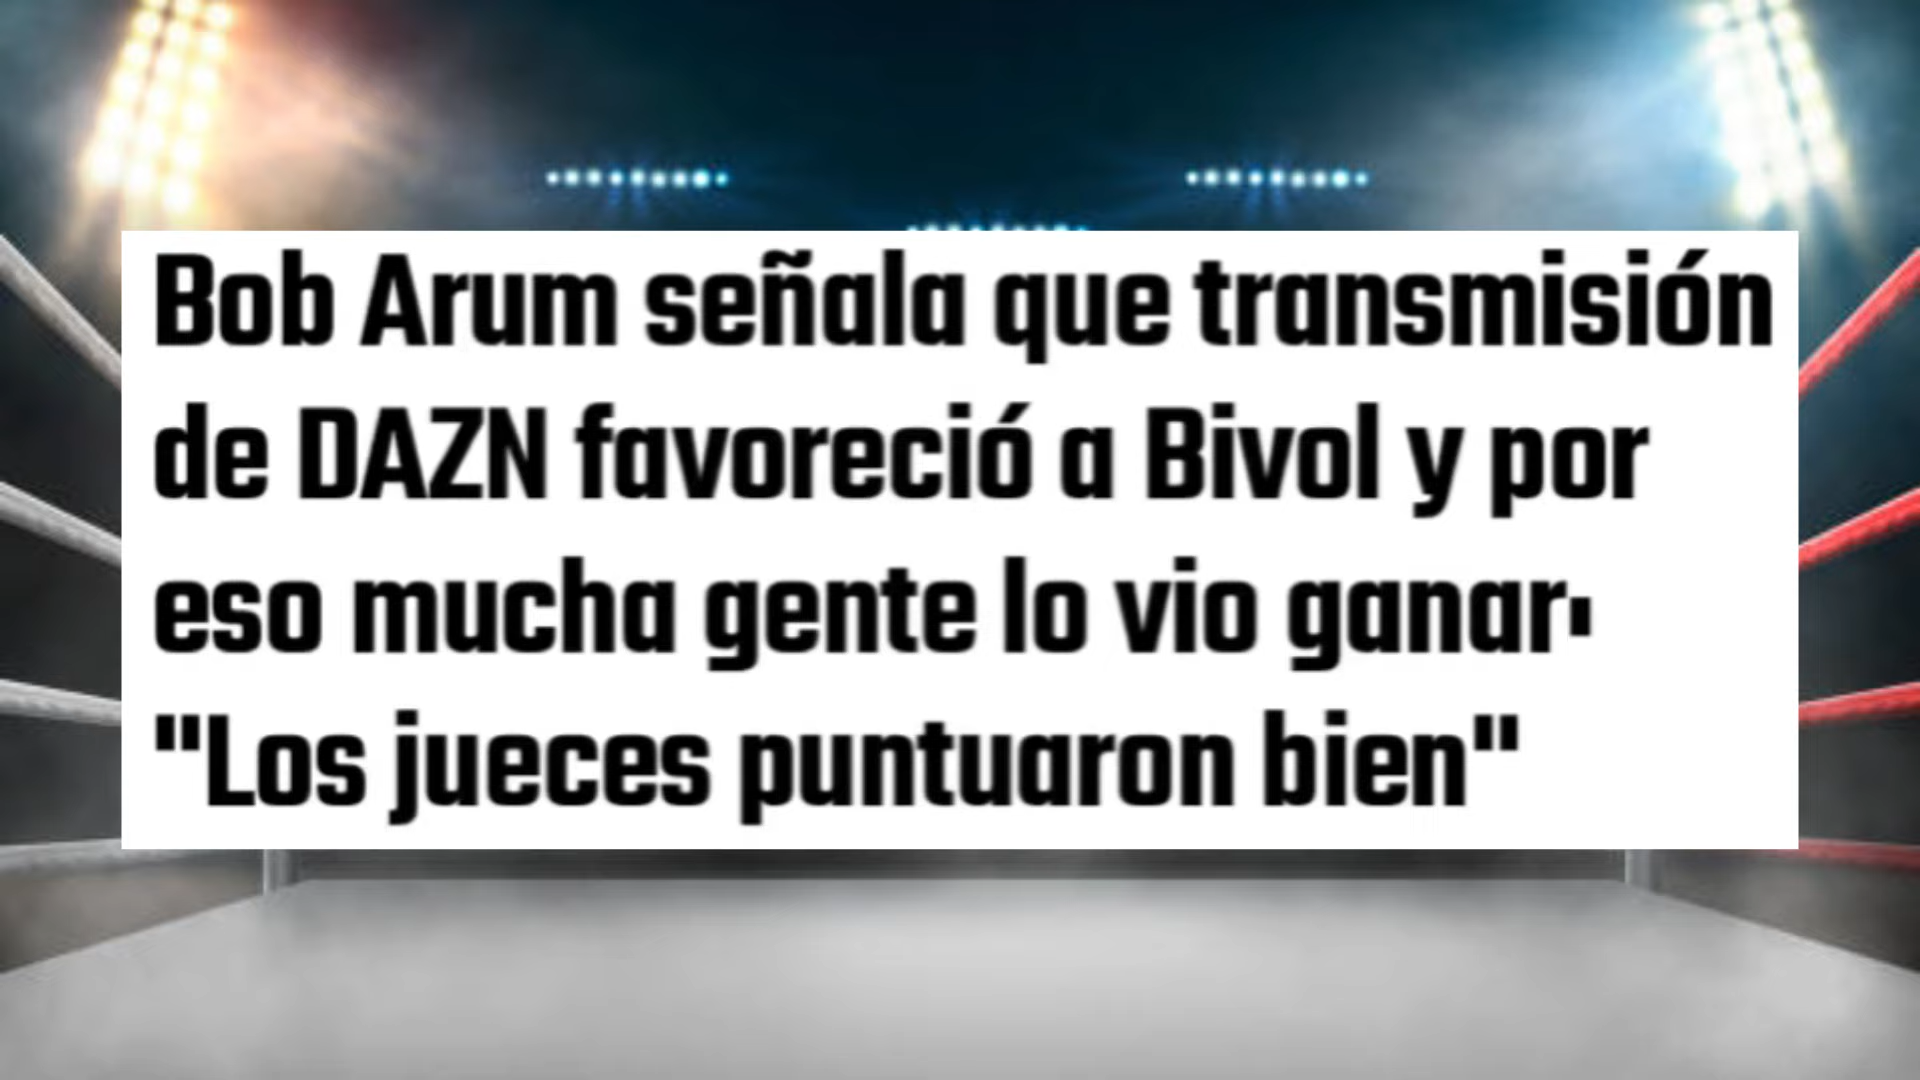 Bob Arum señala que transmisión
de DAZN favoreció a Bivol y por
eso mucha gente lo vio ganar:
"Los jueces puntuaron bien"